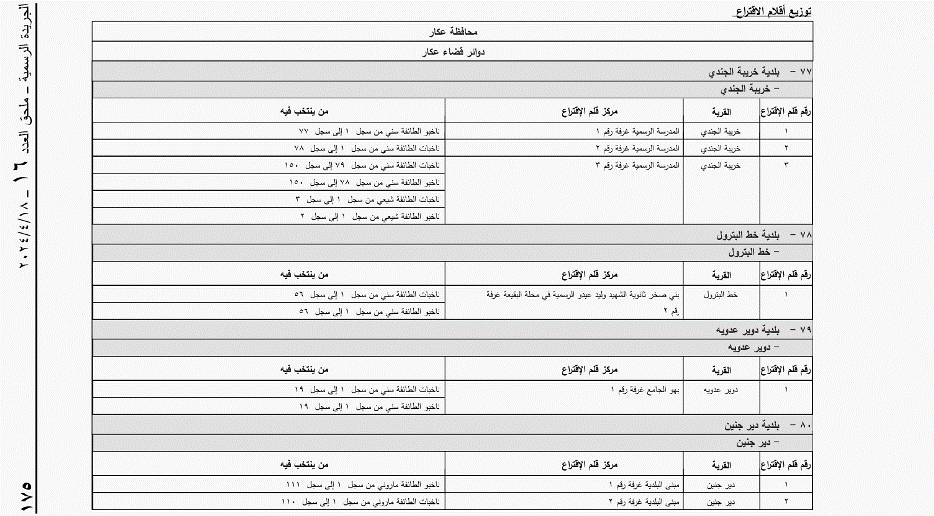 الجريدة الرسمية – ملحق العدد ١٦ – ٢٠٢٤/٤/١٨
توزيع أقلام الاقتراع
محافظة عكار
دوائر قضاء عكار
٧٧ – بلدية خريبة الجندي
– خريبة الجندي
رقم قلم الإقتراع القرية مركز قلم الإقتراع من ينتخب فيه
١ خريبة الجندي المدرسة الرسمية غرفة رقم ١ ناخبو الطائفة سني من سجل ١ إلى سجل ٧٧
٢ خريبة الجندي المدرسة الرسمية غرفة رقم ٢ ناخبات الطائفة سني من سجل ١ إلى سجل ٧٨
٣ خريبة الجندي المدرسة الرسمية غرفة رقم ٣ ناخبات الطائفة سني من سجل ٧٩ إلى سجل ١٥٠
ناخبو الطائفة سني من سجل ٧٨ إلى سجل ١٥٠
ناخبات الطائفة شيعي من سجل ١ إلى سجل ٣
ناخبو الطائفة شيعي من سجل ١ إلى سجل ٢
٧٨ – بلدية خط البترول
– خط البترول
رقم قلم الإقتراع القرية مركز قلم الإقتراع من ينتخب فيه
١ خط البترول بني صخر ثانوية الشهيد وليد عيدو الرسمية في محلة البقيعة غرفة ناخبات الطائفة سني من سجل ١ إلى سجل ٥٦
رقم ٢ ناخبو الطائفة سني من سجل ١ إلى سجل ٥٦
٧٩ – بلدية دوير عدويه
– دوير عدويه
رقم قلم الإقتراع القرية مركز قلم الإقتراع من ينتخب فيه
١ دوير عدويه بهو الجامع غرفة رقم ١ ناخبات الطائفة سني من سجل ١ إلى سجل ١٩
ناخبو الطائفة سني من سجل ١ إلى سجل ١٩
٨٠ – بلدية دير جنين
– دير جنين
رقم قلم الإقتراع القرية مركز قلم الإقتراع من ينتخب فيه
١ دير جنين مبنى البلدية غرفة رقم ١ ناخبو الطائفة ماروني من سجل ١ إلى سجل ١١١
٢ دير جنين مبنى البلدية غرفة رقم ٢ ناخبات الطائفة ماروني من سجل ١ إلى سجل ١١٠
١٧٥